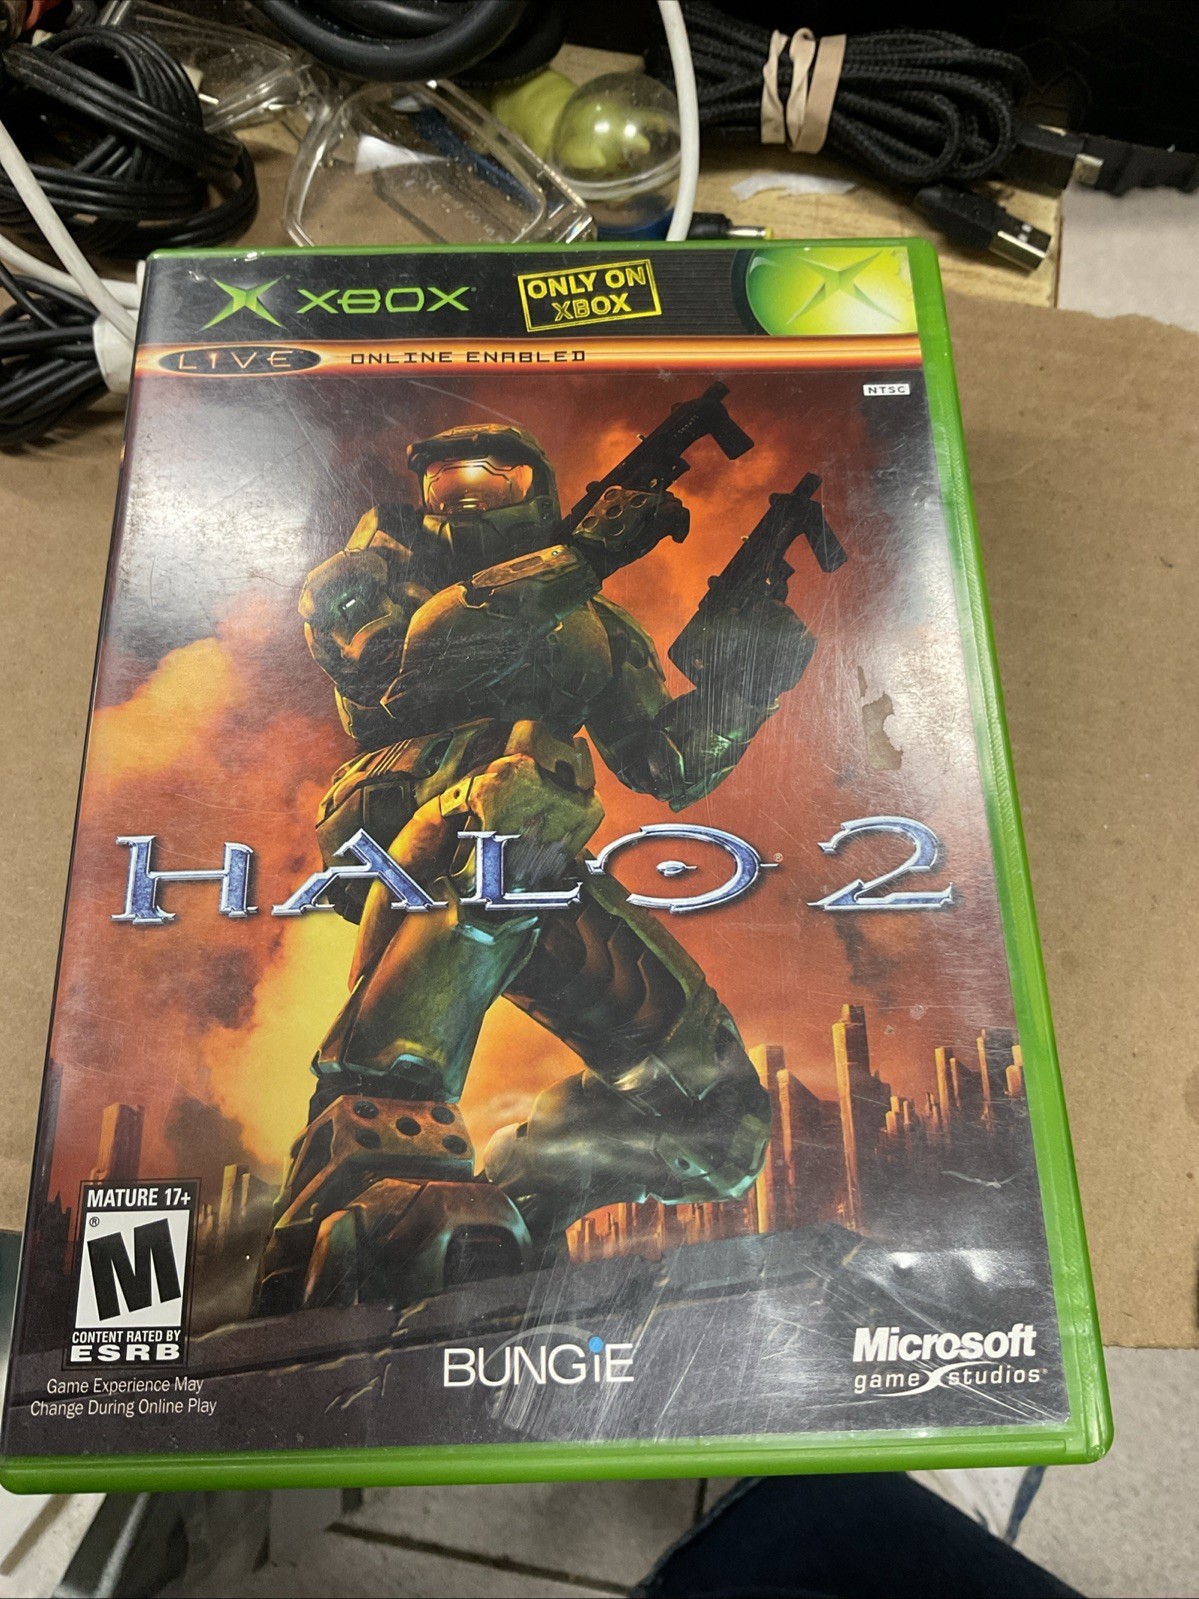 XBOX
ONLY ON
XBOX
LIVE
ONLINE ENABLED
NTSC
HALO 2
®
MATURE 17+
®
M
CONTENT RATED BY
ESRB
Game Experience May
Change During Online Play
BUNGiE
Microsoft
game studios